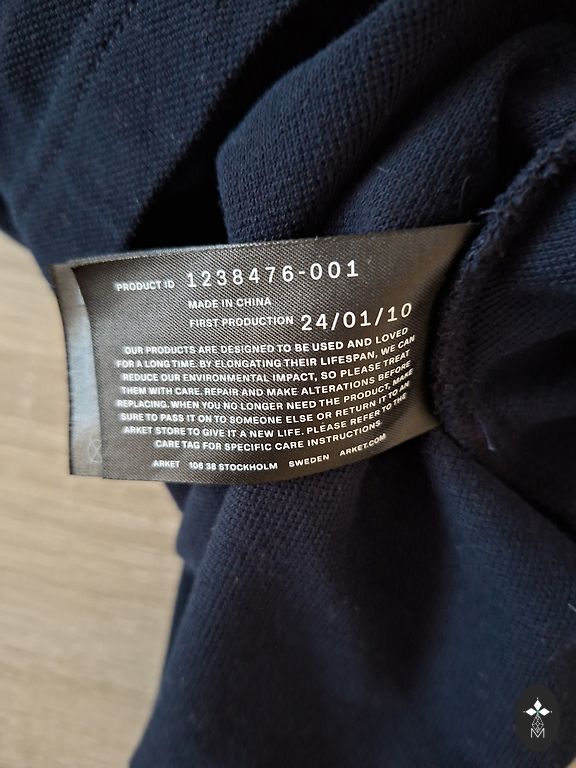 PRODUCT ID 1238476-001
MADE IN CHINA
FIRST PRODUCTION 24/01/10
OUR PRODUCTS ARE DESIGNED TO BE USED AND LOVED
FOR A LONG TIME. BY ELONGATING THEIR LIFESPAN, WE CAN
REDUCE OUR ENVIRONMENTAL IMPACT, SO PLEASE TREAT
THEM WITH CARE. REPAIR AND MAKE ALTERATIONS BEFORE
REPLACING. WHEN YOU NO LONGER NEED THE PRODUCT, MAKE
SURE TO PASS IT ON TO SOMEONE ELSE OR RETURN IT TO AN
ARKET STORE TO GIVE IT A NEW LIFE. PLEASE REFER TO THE
CARE TAG FOR SPECIFIC CARE INSTRUCTIONS.
ARKET 106 38 STOCKHOLM SWEDEN ARKET.COM